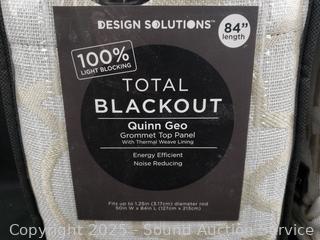 DESIGN SOLUTIONS™
84"
length
100%
LIGHT BLOCKING
TOTAL
BLACKOUT
Quinn Geo
Grommet Top Panel
With Thermal Weave Lining
Energy Efficient
Noise Reducing
Fits up to 1.25in (3.17cm) diameter rod
50in W x 84in L (127cm x 213cm)
Copyright 2025 - Sound Auction Service